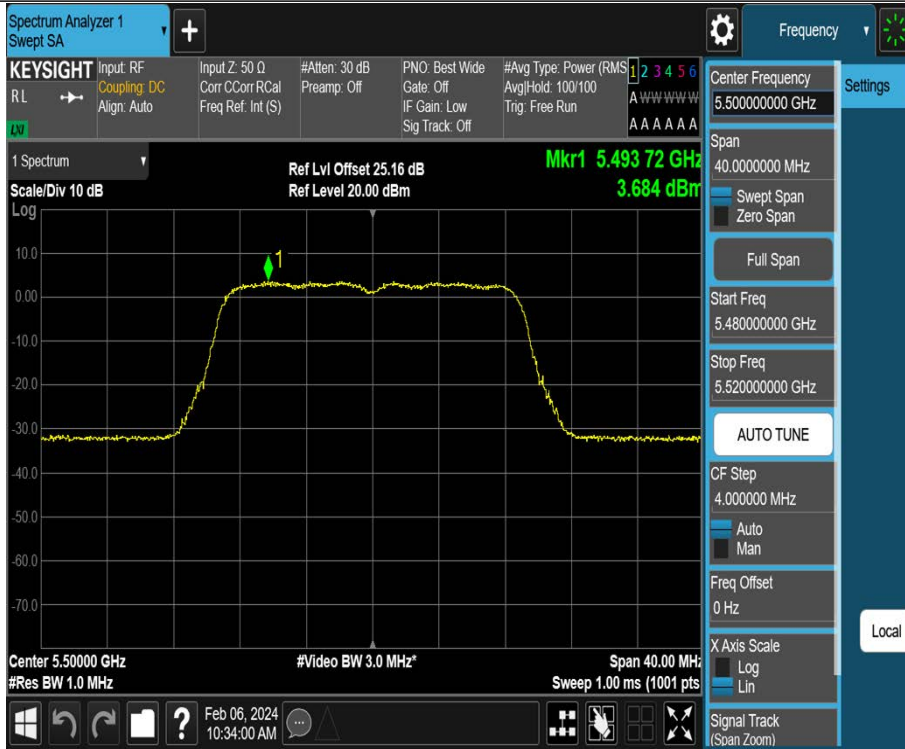 Spectrum Analyzer 1
Swept SA
+
Frequency
KEYSIGHT
R L
LXI
Input: RF
Coupling: DC
Align: Auto
Input Z: 50 Ω
Corr CCorr RCal
Freq Ref: Int (S)
#Atten: 30 dB
Preamp: Off
PNO: Best Wide
Gate: Off
IF Gain: Low
Sig Track: Off
#Avg Type: Power (RMS
Avg|Hold: 100/100
Trig: Free Run
1 2 3 4 5 6
A W W W W W
A A A A A A
Center Frequency
5.500000000 GHz
Settings
Span
40.0000000 MHz
Swept Span
Zero Span
Full Span
Start Freq
5.480000000 GHz
Stop Freq
5.520000000 GHz
AUTO TUNE
CF Step
4.000000 MHz
Auto
Man
Freq Offset
0 Hz
X Axis Scale
Log
Lin
Signal Track
(Span Zoom)
Local
1 Spectrum
Scale/Div 10 dB
Ref Lvl Offset 25.16 dB
Ref Level 20.00 dBm
Mkr1 5.493 72 GHz
3.684 dBm
Log
10.0
1
0.00
-10.0
-20.0
-30.0
-40.0
-50.0
-60.0
-70.0
Center 5.50000 GHz
#Video BW 3.0 MHz*
Span 40.00 MHz
#Res BW 1.0 MHz
Sweep 1.00 ms (1001 pts
?
Feb 06, 2024
10:34:00 AM